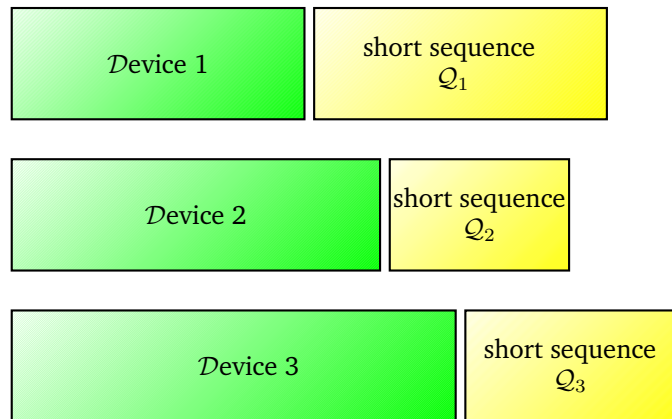 𝒟evice 1
short sequence
𝒬₁
𝒟evice 2
short sequence
𝒬₂
𝒟evice 3
short sequence
𝒬₃